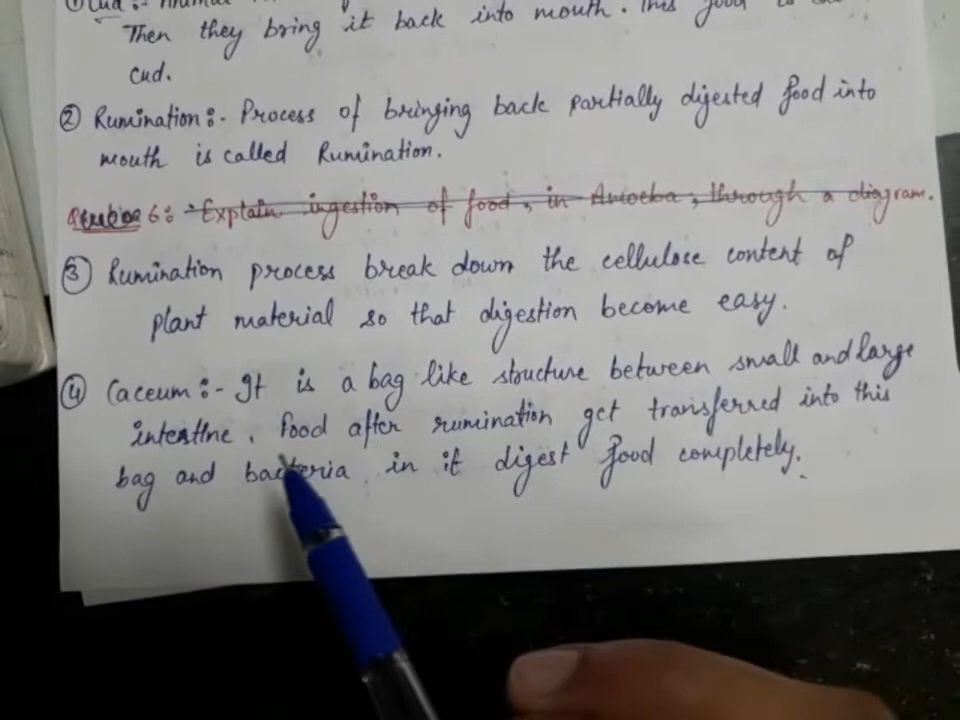 ① Cud :-
Then they bring it back into mouth. This food is
cud.
② Rumination :- Process of bringing back partially digested food into
mouth is called Rumination.
6:- Explain ingestion of food, in Amoeba, through a diagram.
③ Rumination process break down the cellulose content of
plant material so that digestion become easy.
④ Caceum :- It is a bag like structure between small and large
intestine. Food after rumination get transferred into this
bag and bacteria in it digest food completely.